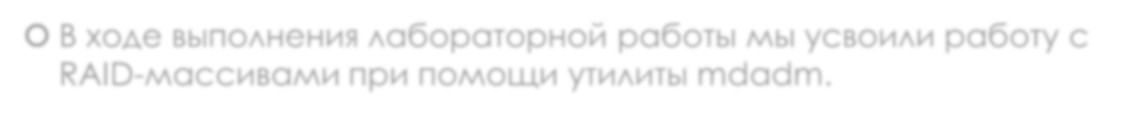 В ходе выполнения лабораторной работы мы усвоили работу с
RAID-массивами при помощи утилиты mdadm.